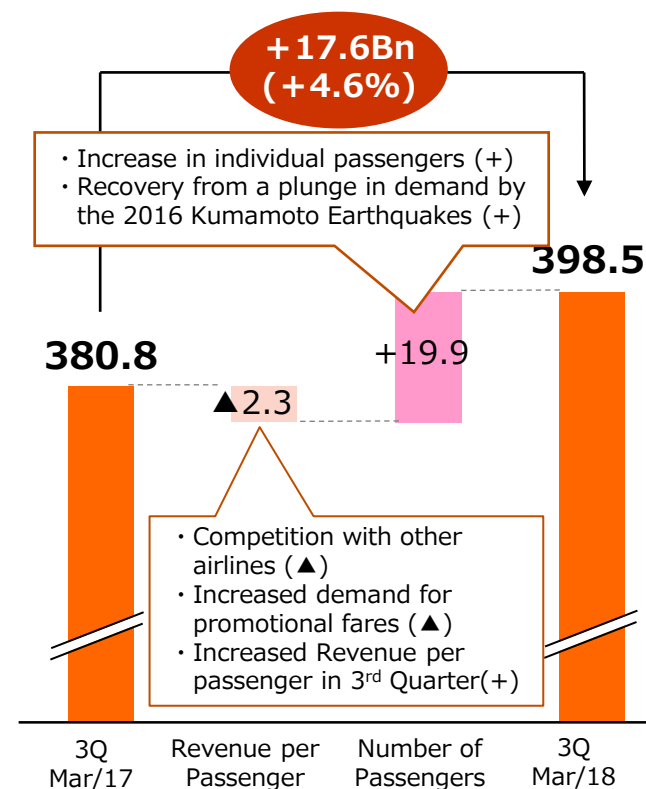 +17.6Bn
(+4.6%)
・Increase in individual passengers (+)
・Recovery from a plunge in demand by
the 2016 Kumamoto Earthquakes (+)
398.5
380.8
+19.9
▲2.3
・Competition with other
airlines (▲)
・Increased demand for
promotional fares (▲)
・Increased Revenue per
passenger in 3rd Quarter(+)
3Q
Mar/17
Revenue per
Passenger
Number of
Passengers
3Q
Mar/18